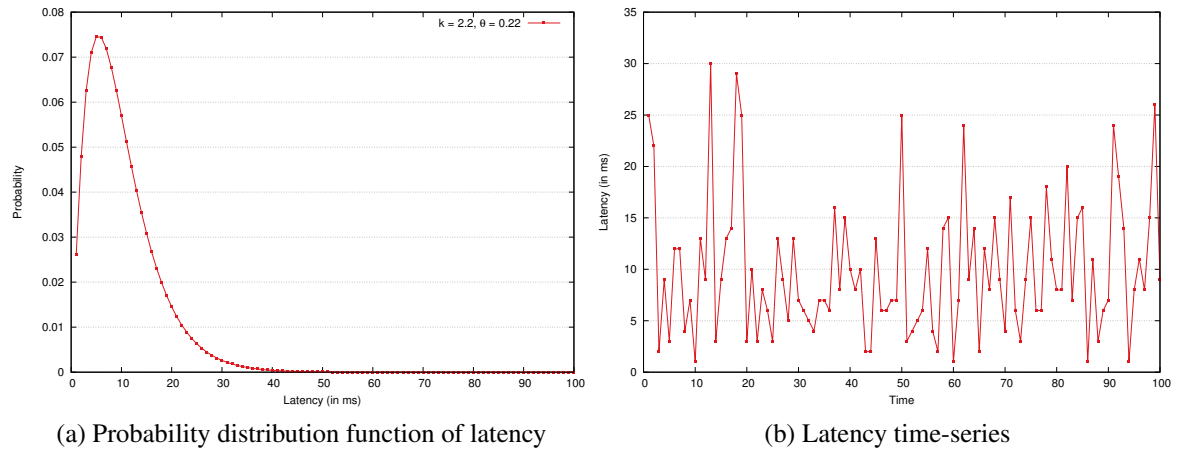 k = 2.2, θ = 0.22
0.08
0.07
0.06
0.05
0.04
0.03
0.02
0.01
0
Probability
0 10 20 30 40 50 60 70 80 90 100
Latency (in ms)
(a) Probability distribution function of latency
35
30
25
20
15
10
5
0
Latency (in ms)
0 10 20 30 40 50 60 70 80 90 100
Time
(b) Latency time-series